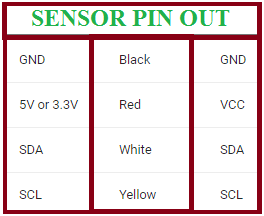 SENSOR PIN OUT
GND Black GND
5V or 3.3V Red VCC
SDA White SDA
SCL Yellow SCL